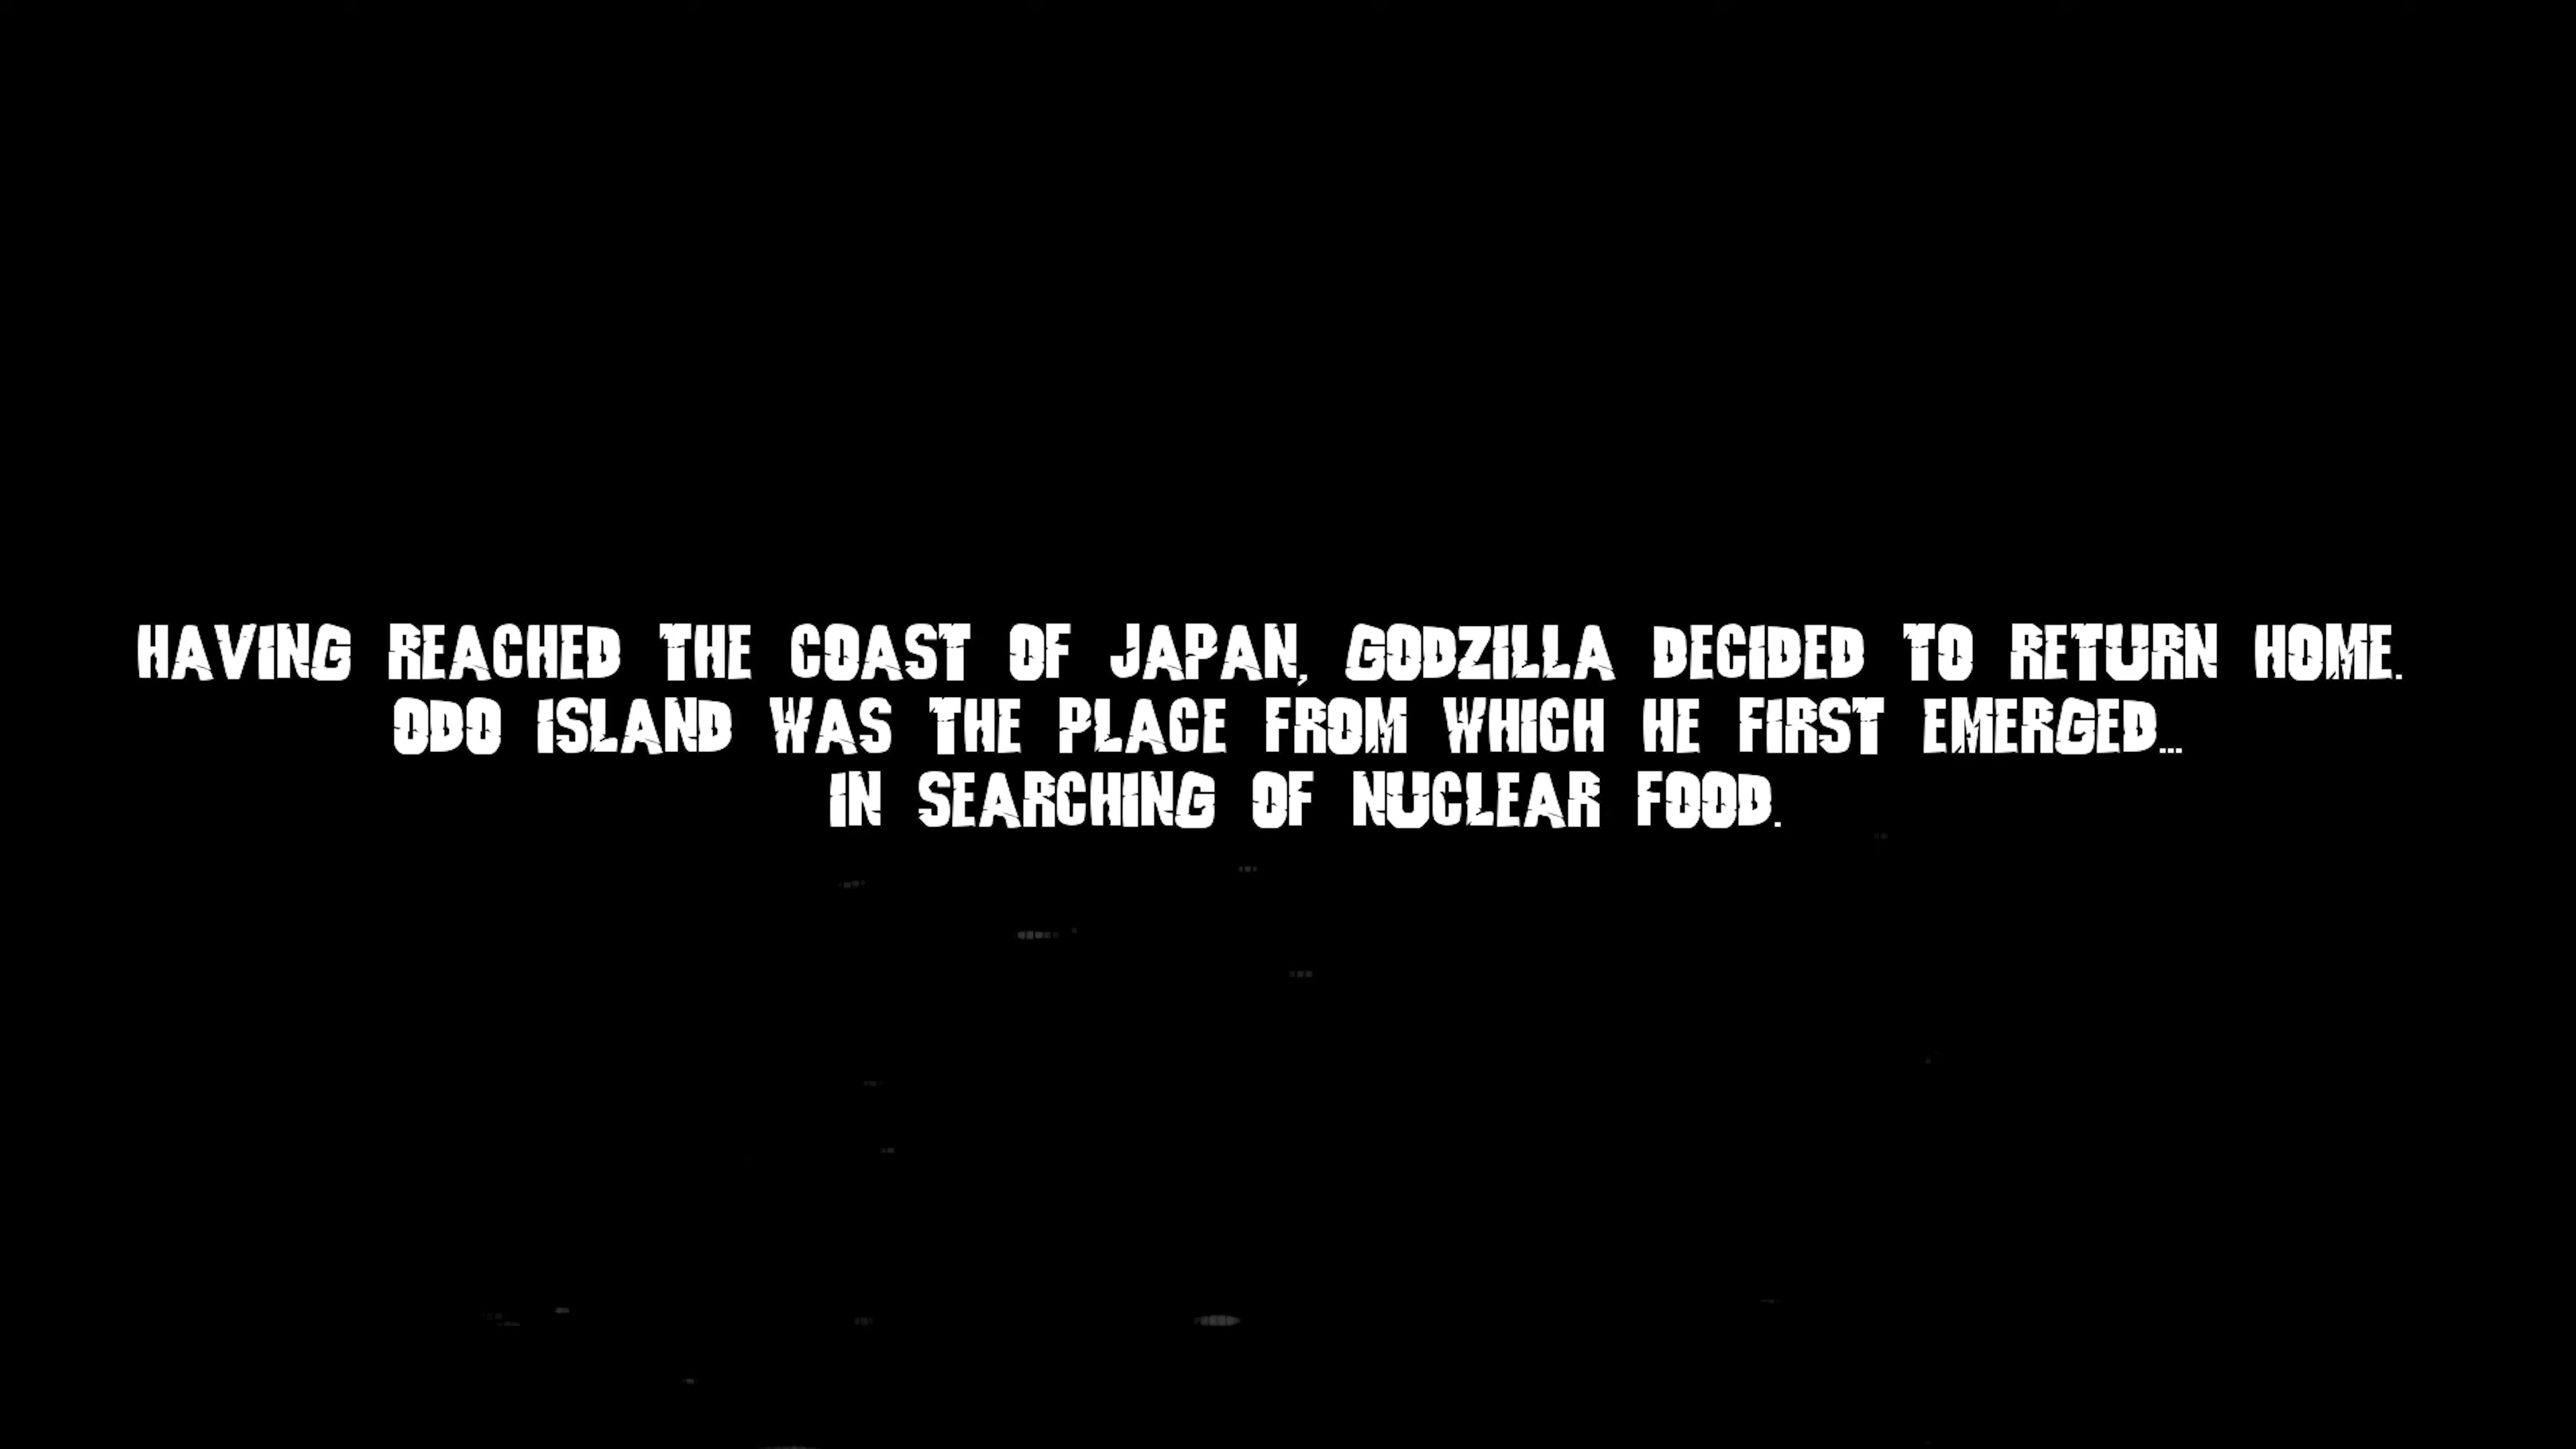 HAVING REACHED THE COAST OF JAPAN, GODZILLA DECIDED TO RETURN HOME.
ODO ISLAND WAS THE PLACE FROM WHICH HE FIRST EMERGED...
IN SEARCHING OF NUCLEAR FOOD.